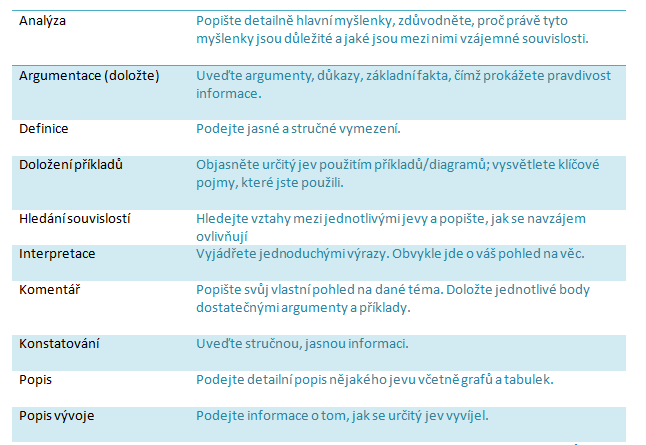 Analýza
Popište detailně hlavní myšlenky, zdůvodněte, proč právě tyto
myšlenky jsou důležité a jaké jsou mezi nimi vzájemné souvislosti.
Argumentace (doložte)
Uveďte argumenty, důkazy, základní fakta, čímž prokážete pravdivost
informace.
Definice
Podejte jasné a stručné vymezení.
Doložení příkladů
Objasněte určitý jev použitím příkladů/diagramů; vysvětlete klíčové
pojmy, které jste použili.
Hledání souvislostí
Hledejte vztahy mezi jednotlivými jevy a popište, jak se navzájem
ovlivňují
Interpretace
Vyjádřete jednoduchými výrazy. Obvykle jde o váš pohled na věc.
Komentář
Popište svůj vlastní pohled na dané téma. Doložte jednotlivé body
dostatečnými argumenty a příklady.
Konstatování
Uveďte stručnou, jasnou informaci.
Popis
Podejte detailní popis nějakého jevu včetně grafů a tabulek.
Popis vývoje
Podejte informace o tom, jak se určitý jev vyvíjel.